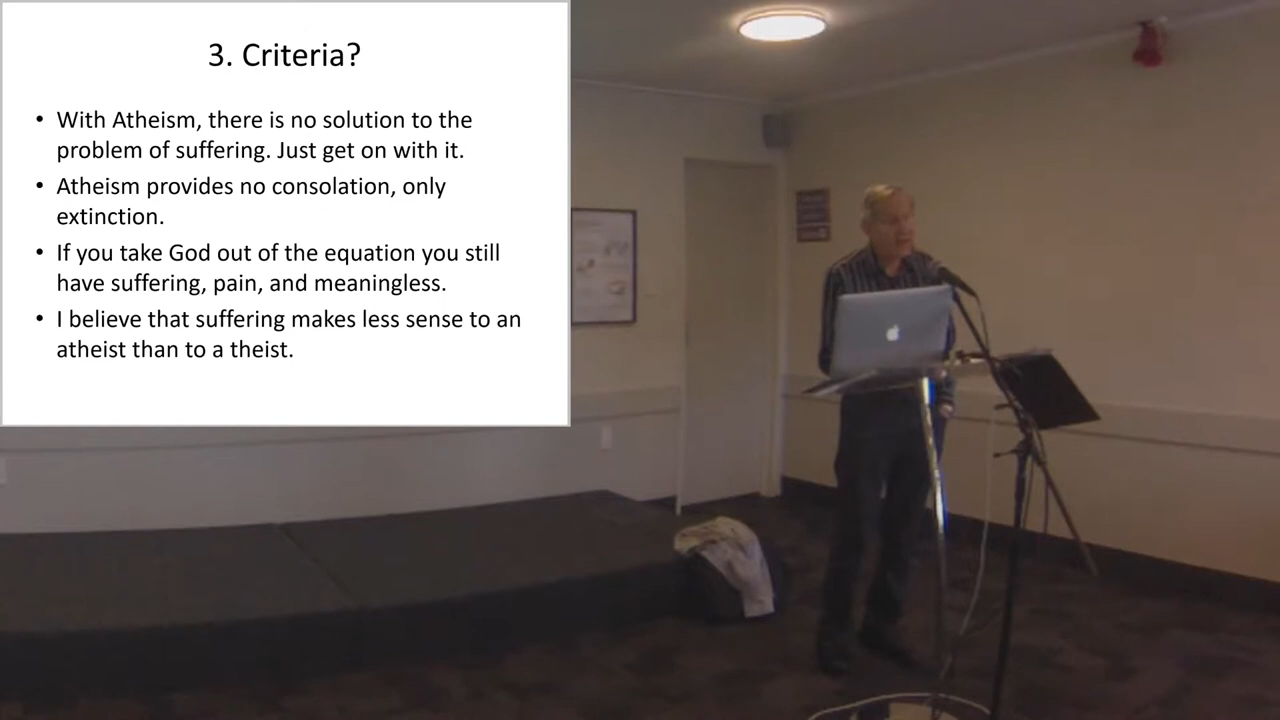 3. Criteria?
• With Atheism, there is no solution to the
problem of suffering. Just get on with it.
• Atheism provides no consolation, only
extinction.
• If you take God out of the equation you still
have suffering, pain, and meaningless.
• I believe that suffering makes less sense to an
atheist than to a theist.